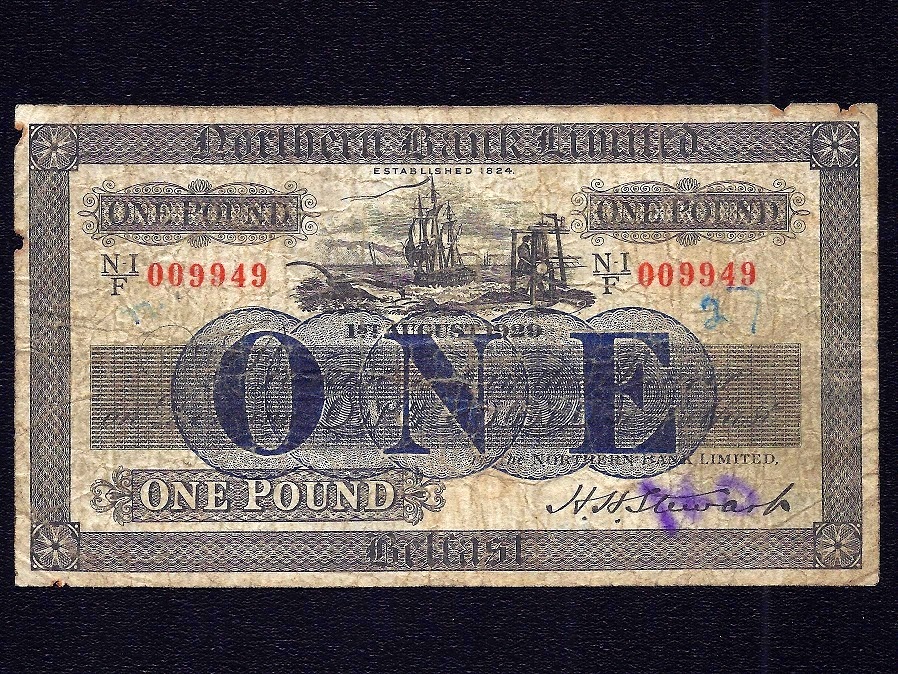 Northern Bank Limited
ESTABLISHED 1824.
ONE POUND ONE POUND
N I/F 009949 N I/F 009949
27
1st AUGUST 1929
ONE
NORTHERN BANK LIMITED,
ONE POUND
H. H. Stewart
Belfast